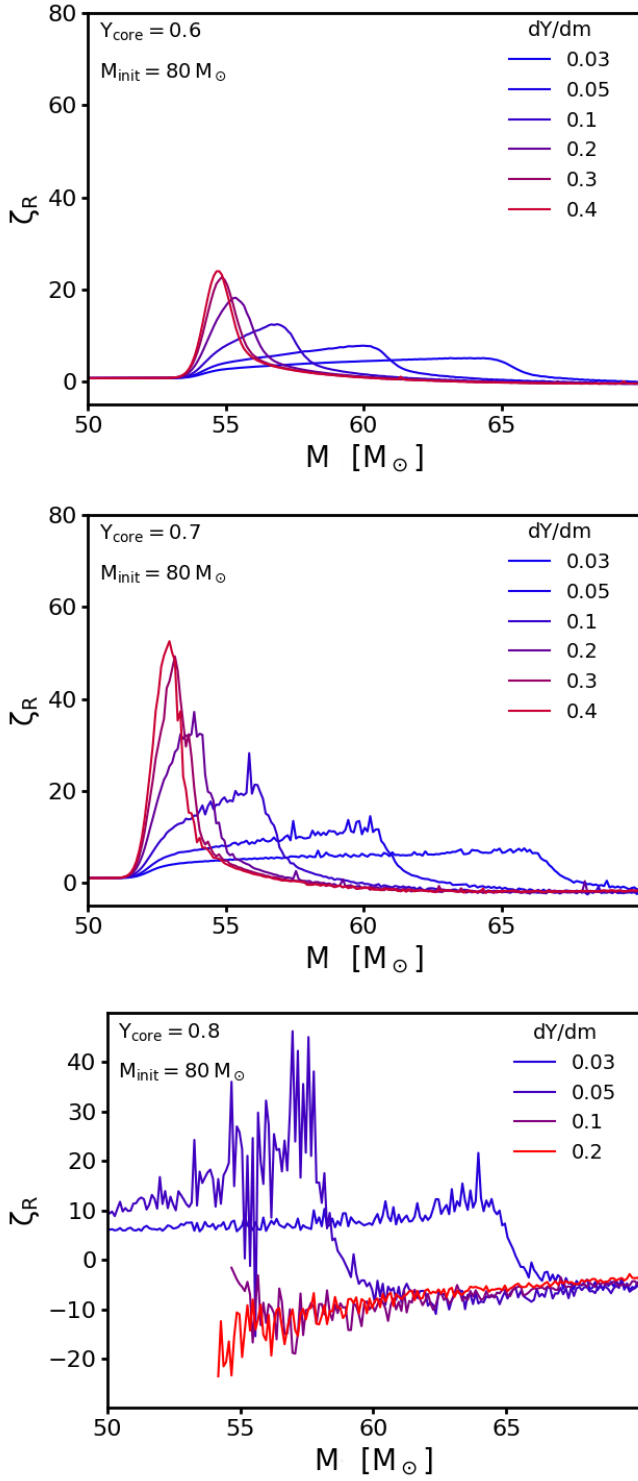 80
60
40
20
0
ζ_R
Y_core = 0.6
M_init = 80 M_⊙
dY/dm
0.03
0.05
0.1
0.2
0.3
0.4
50 55 60 65
M [M_⊙]
80
60
40
20
0
ζ_R
Y_core = 0.7
M_init = 80 M_⊙
dY/dm
0.03
0.05
0.1
0.2
0.3
0.4
50 55 60 65
M [M_⊙]
40
30
20
10
0
−10
−20
ζ_R
Y_core = 0.8
M_init = 80 M_⊙
dY/dm
0.03
0.05
0.1
0.2
50 55 60 65
M [M_⊙]